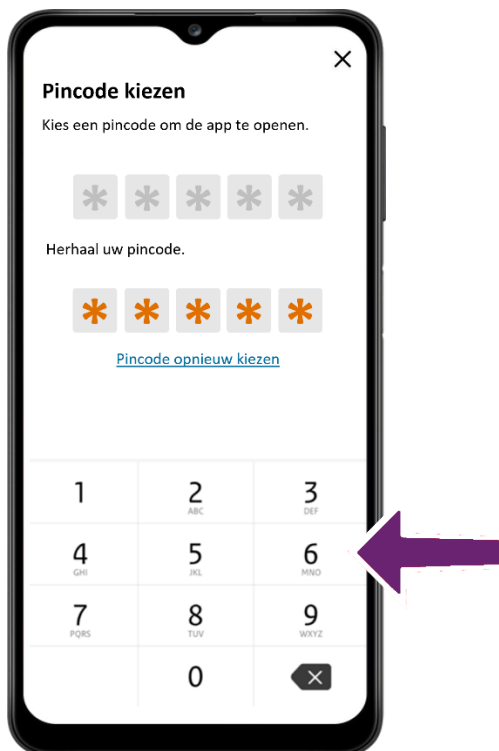 Pincode kiezen
Kies een pincode om de app te openen.
* * * * *
Herhaal uw pincode.
* * * * *
Pincode opnieuw kiezen
1 2 3
ABC DEF
4 5 6
GHI JKL MNO
7 8 9
PQRS TUV WXYZ
0